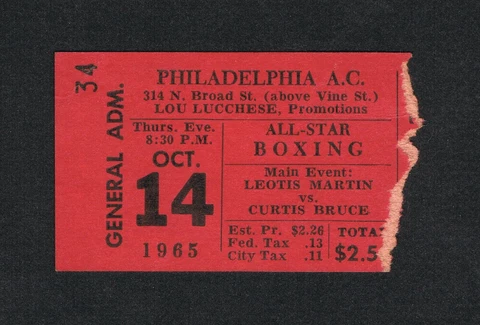 34
GENERAL ADM.
PHILADELPHIA A.C.
314 N. Broad St. (above Vine St.)
LOU LUCCHESE, Promotions
Thurs. Eve.
8:30 P.M.
OCT.
14
1965
ALL-STAR
BOXING
Main Event:
LEOTIS MARTIN
vs.
CURTIS BRUCE
Est. Pr. $2.26
Fed. Tax .13
City Tax .11
TOTA
$2.5